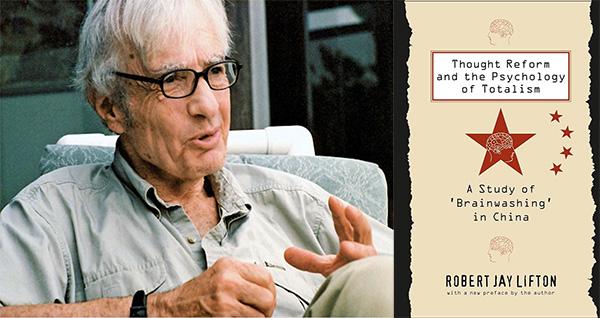 Thought Reform
and the Psychology
of Totalism
A Study of
'Brainwashing'
in China
ROBERT JAY LIFTON
with a new preface by the author